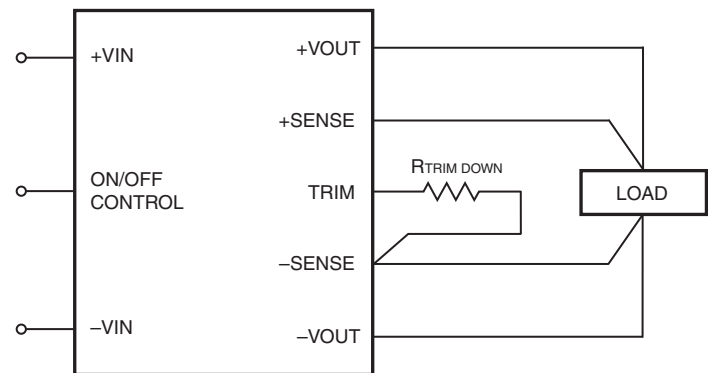 +VIN
+VOUT
+SENSE
RTRIM DOWN
ON/OFF
CONTROL
TRIM
LOAD
–SENSE
–VIN
–VOUT